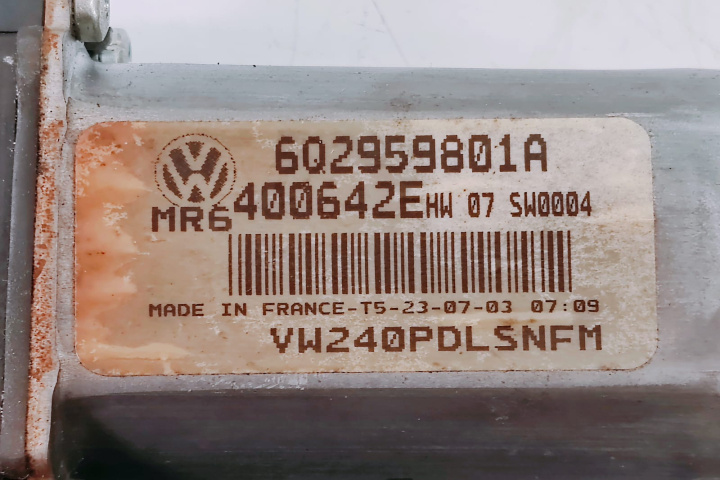 6Q2959801A
MR6 400642E HW 07 SW0004
MADE IN FRANCE-T5-23-07-03 07:09
VW240PDLSNFM